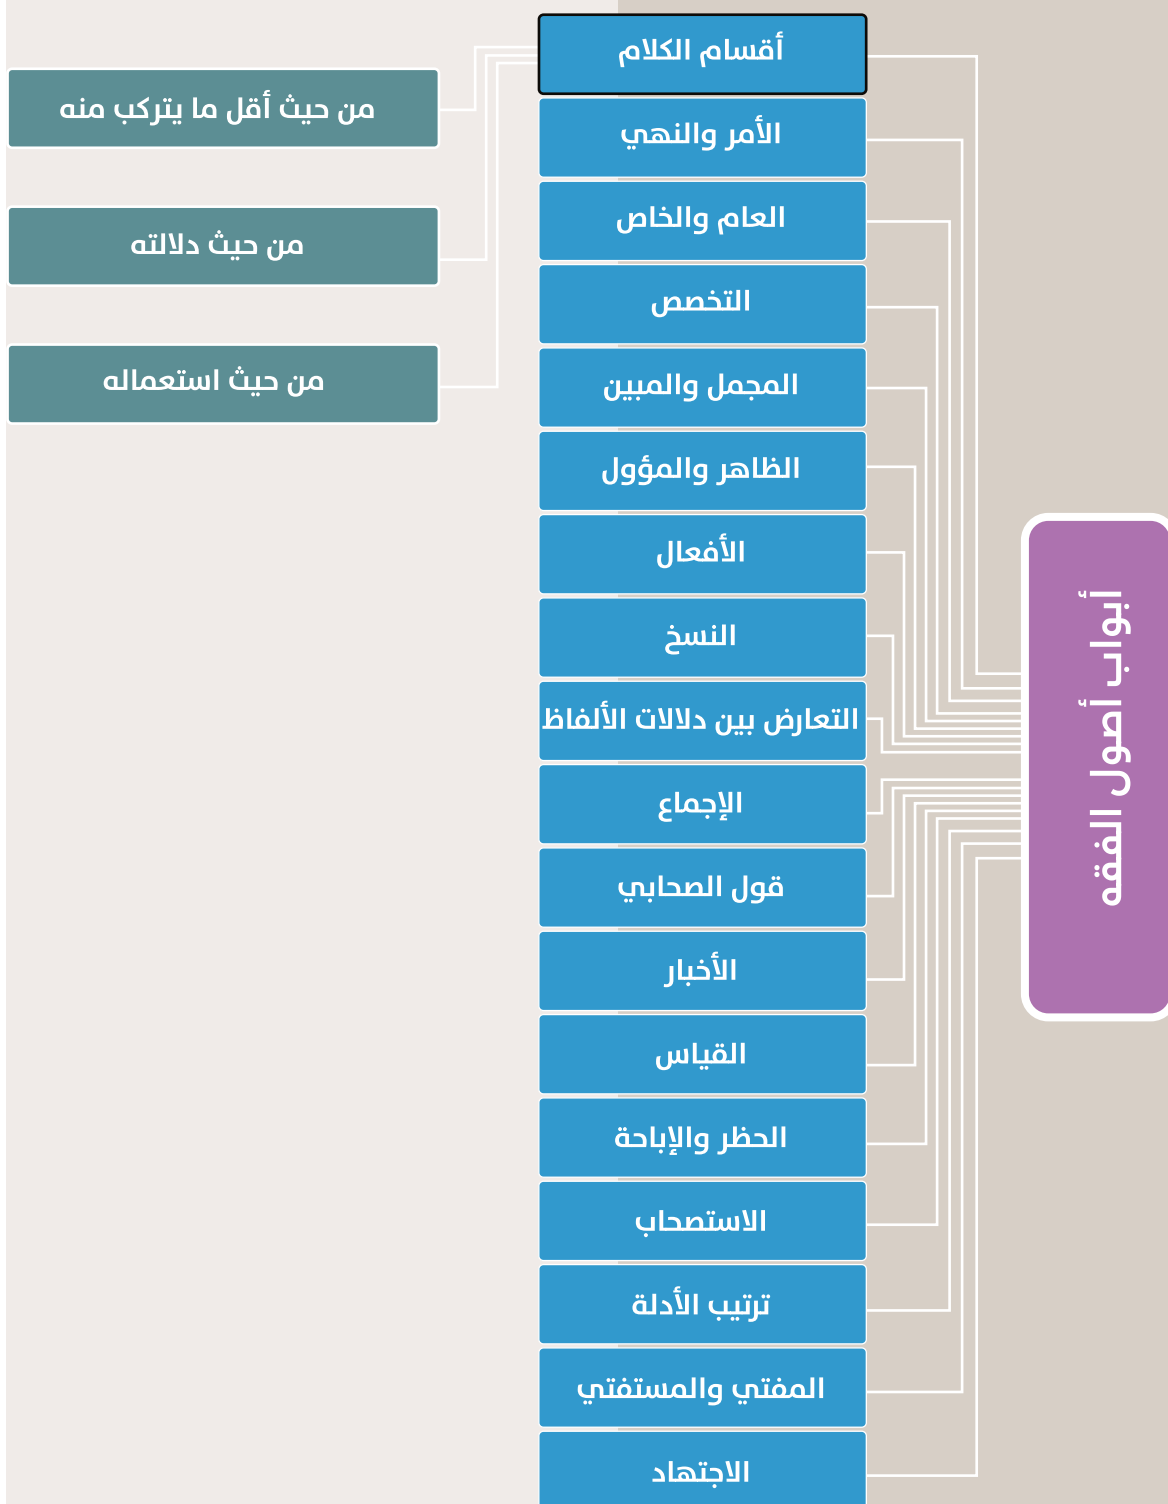 أبواب أصول الفقه
أقسام الكلام
من حيث أقل ما يتركب منه
من حيث دلالته
من حيث استعماله
الأمر والنهي
العام والخاص
التخصص
المجمل والمبين
الظاهر والمؤول
الأفعال
النسخ
التعارض بين دلالات الألفاظ
الإجماع
قول الصحابي
الأخبار
القياس
الحظر والإباحة
الاستصحاب
ترتيب الأدلة
المفتي والمستفتي
الاجتهاد